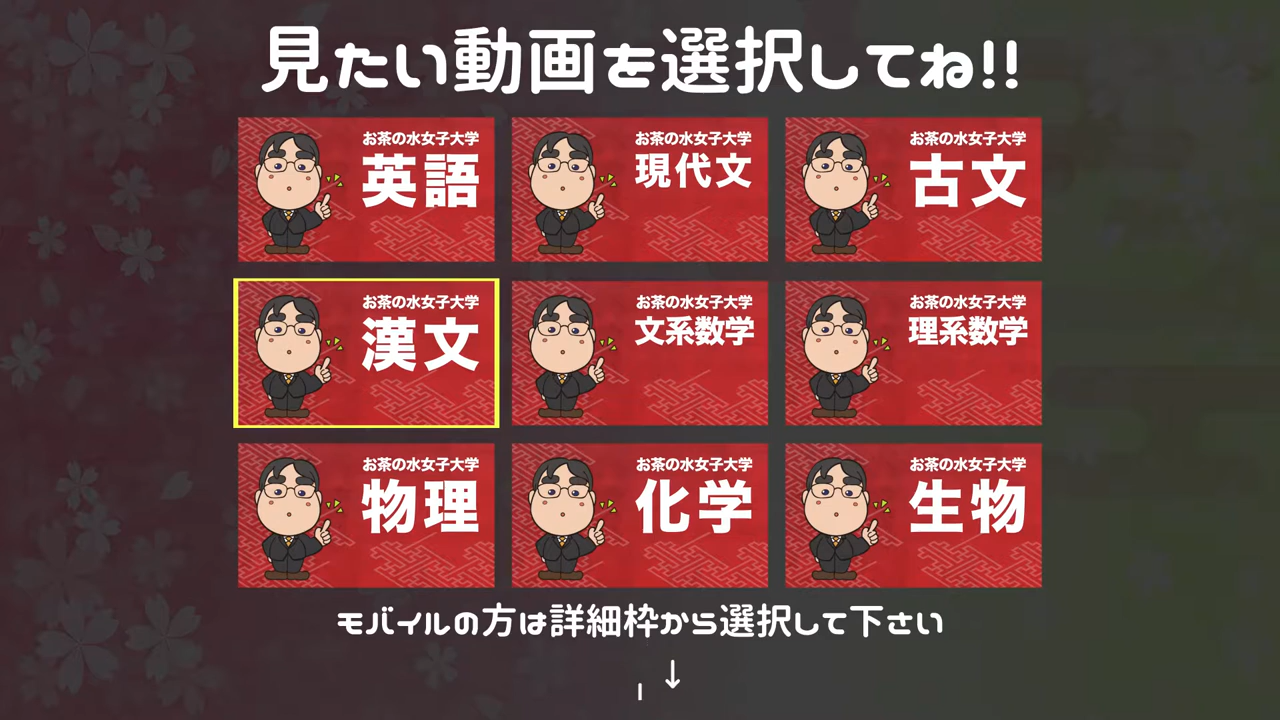 見たい動画を選択してね!!
お茶の水女子大学
英語
お茶の水女子大学
現代文
お茶の水女子大学
古文
お茶の水女子大学
漢文
お茶の水女子大学
文系数学
お茶の水女子大学
理系数学
お茶の水女子大学
物理
お茶の水女子大学
化学
お茶の水女子大学
生物
モバイルの方は詳細枠から選択して下さい
↓